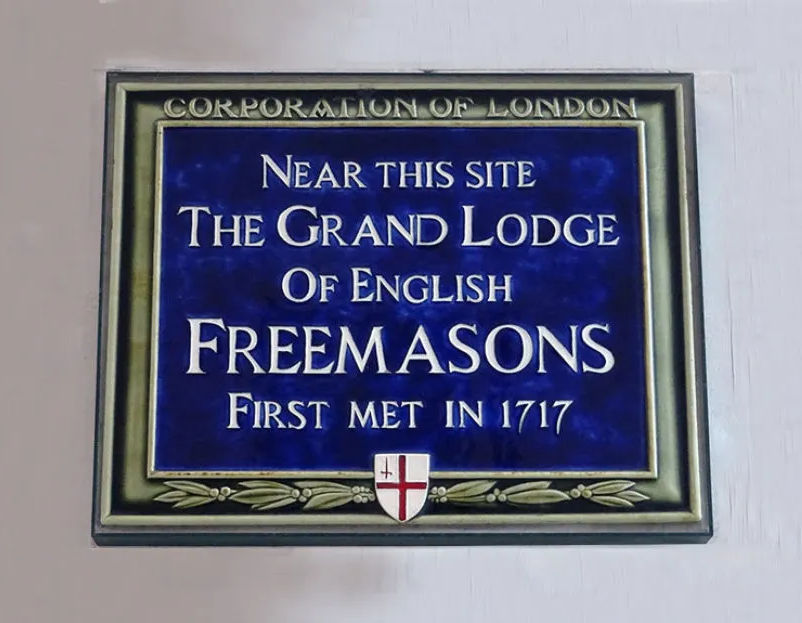 CORPORATION OF LONDON
NEAR THIS SITE
THE GRAND LODGE
OF ENGLISH
FREEMASONS
FIRST MET IN 1717